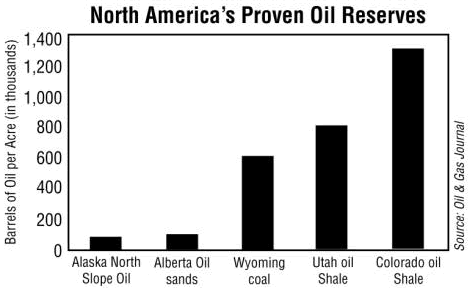 North America's Proven Oil Reserves
Barrels of Oil per Acre (in thousands)
1,400
1,200
1,000
800
600
400
200
0
Alaska North
Slope Oil
Alberta Oil
sands
Wyoming
coal
Utah oil
Shale
Colorado oil
Shale
Source: Oil & Gas Journal